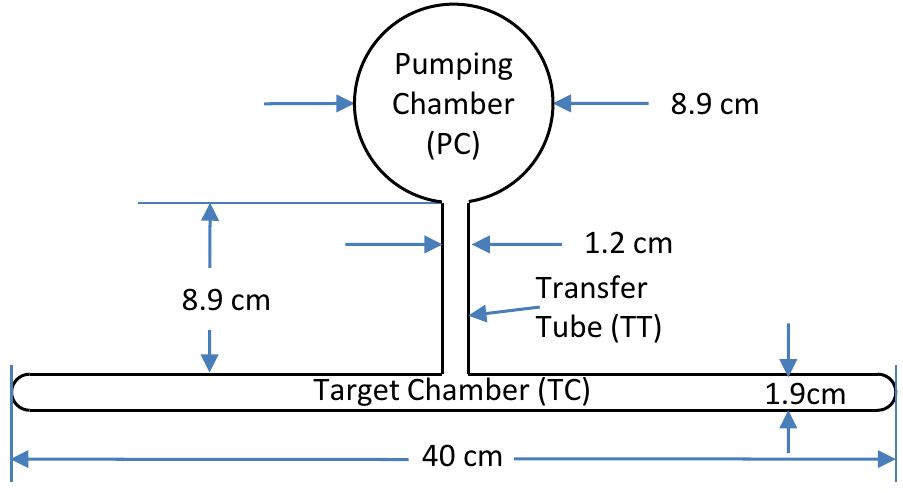 Pumping
Chamber
(PC)
8.9 cm
1.2 cm
8.9 cm
Transfer
Tube (TT)
Target Chamber (TC)
1.9cm
40 cm